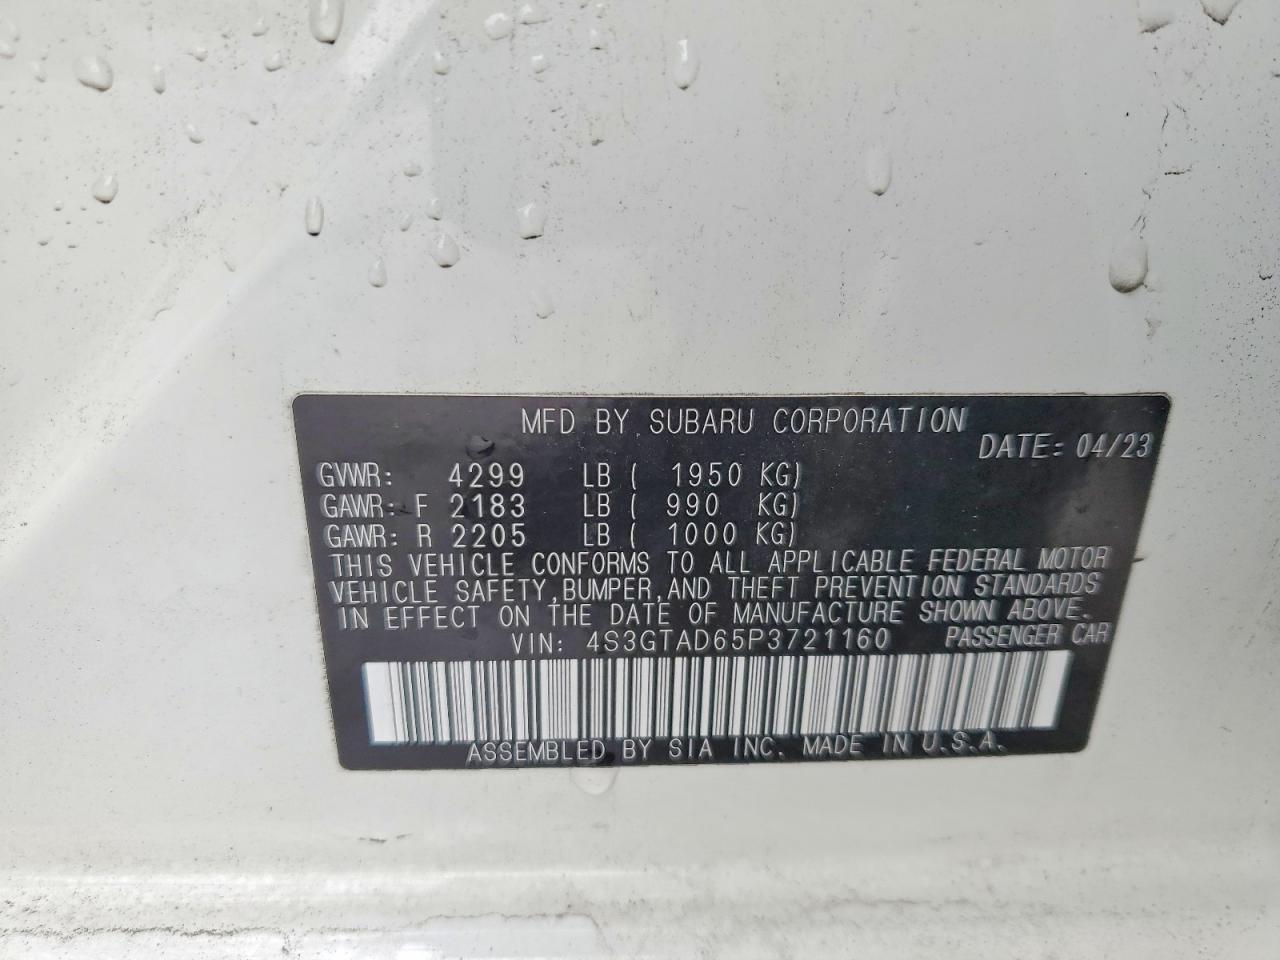 MFD BY SUBARU CORPORATION
DATE: 04/23
GVWR: 4299 LB ( 1950 KG)
GAWR: F 2183 LB ( 990 KG)
GAWR: R 2205 LB ( 1000 KG)
THIS VEHICLE CONFORMS TO ALL APPLICABLE FEDERAL MOTOR
VEHICLE SAFETY, BUMPER, AND THEFT PREVENTION STANDARDS
IN EFFECT ON THE DATE OF MANUFACTURE SHOWN ABOVE.
VIN: 4S3GTAD65P3721160 PASSENGER CAR
ASSEMBLED BY SIA INC. MADE IN U.S.A.